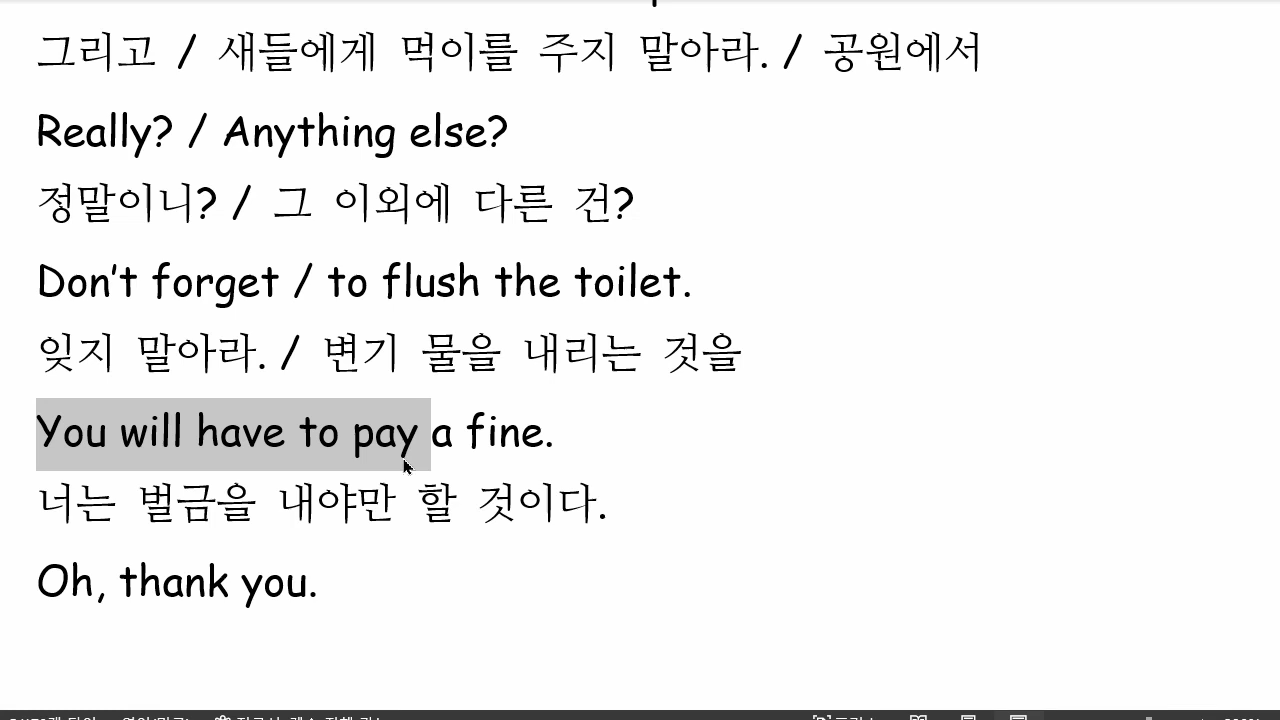 그리고 / 새들에게 먹이를 주지 말아라. / 공원에서
Really? / Anything else?
정말이니? / 그 이외에 다른 건?
Don't forget / to flush the toilet.
잊지 말아라. / 변기 물을 내리는 것을
You will have to pay a fine.
너는 벌금을 내야만 할 것이다.
Oh, thank you.